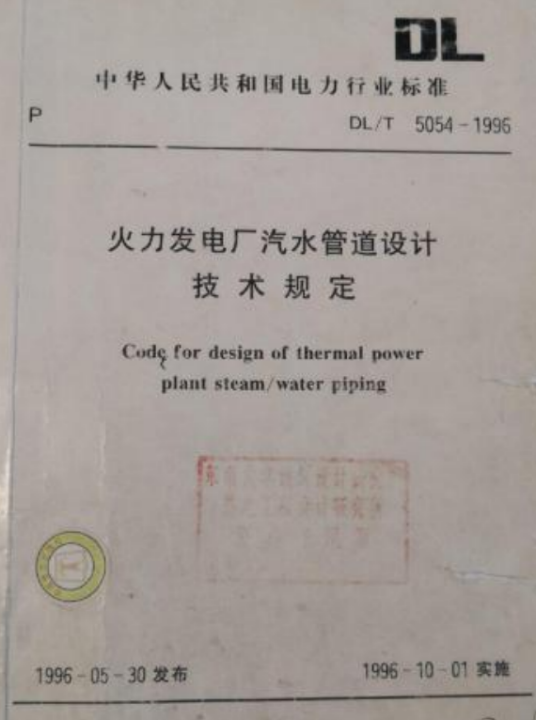 DL
中华人民共和国电力行业标准
P
DL/T 5054-1996
火力发电厂汽水管道设计
技术规定
Code for design of thermal power
plant steam/water piping
1996-05-30 发布
1996-10-01 实施